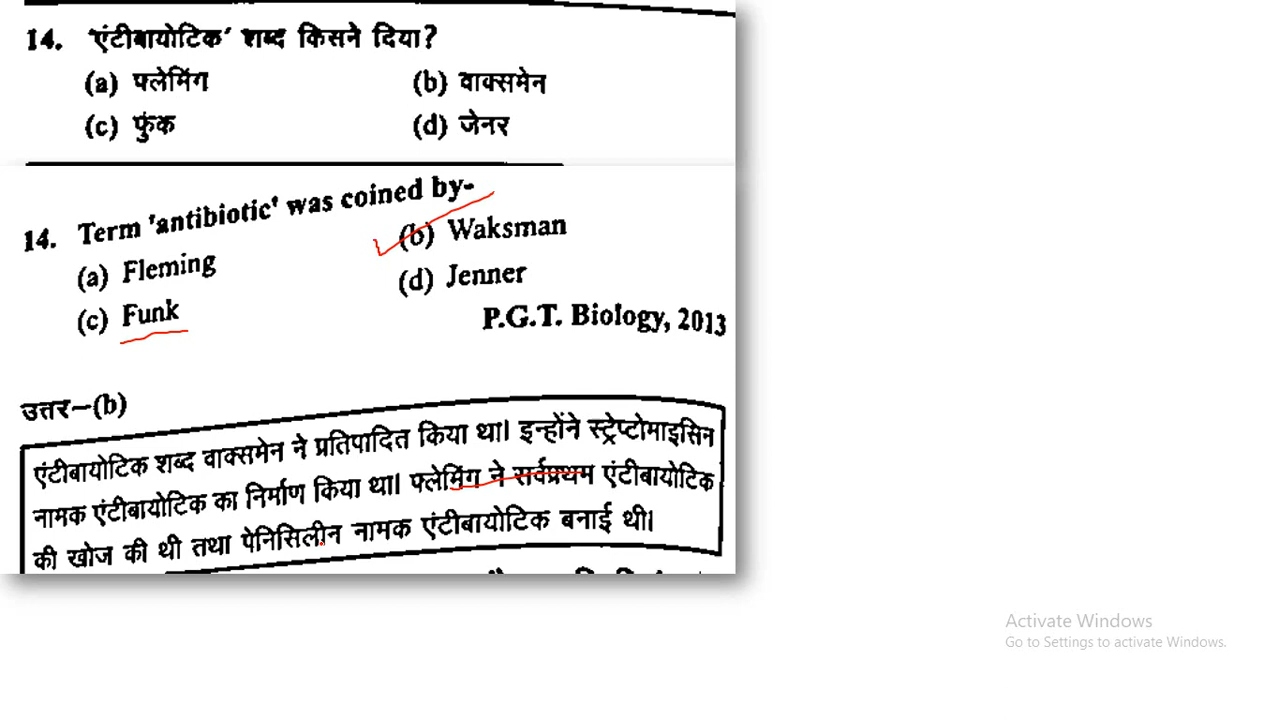 14. 'एंटीबायोटिक' शब्द किसने दिया?
(a) फ्लेमिंग (b) वाक्समेन
(c) फुंक (d) जेनर
14. Term 'antibiotic' was coined by-
(a) Fleming (b) Waksman
(c) Funk (d) Jenner
P.G.T. Biology, 2013
उत्तर–(b)
एंटीबायोटिक शब्द वाक्समेन ने प्रतिपादित किया था। इन्होंने स्ट्रेप्टोमाइसिन
नामक एंटीबायोटिक का निर्माण किया था। फ्लेमिंग ने सर्वप्रथम एंटीबायोटिक
की खोज की थी तथा पेनिसिलीन नामक एंटीबायोटिक बनाई थी।
Activate Windows
Go to Settings to activate Windows.